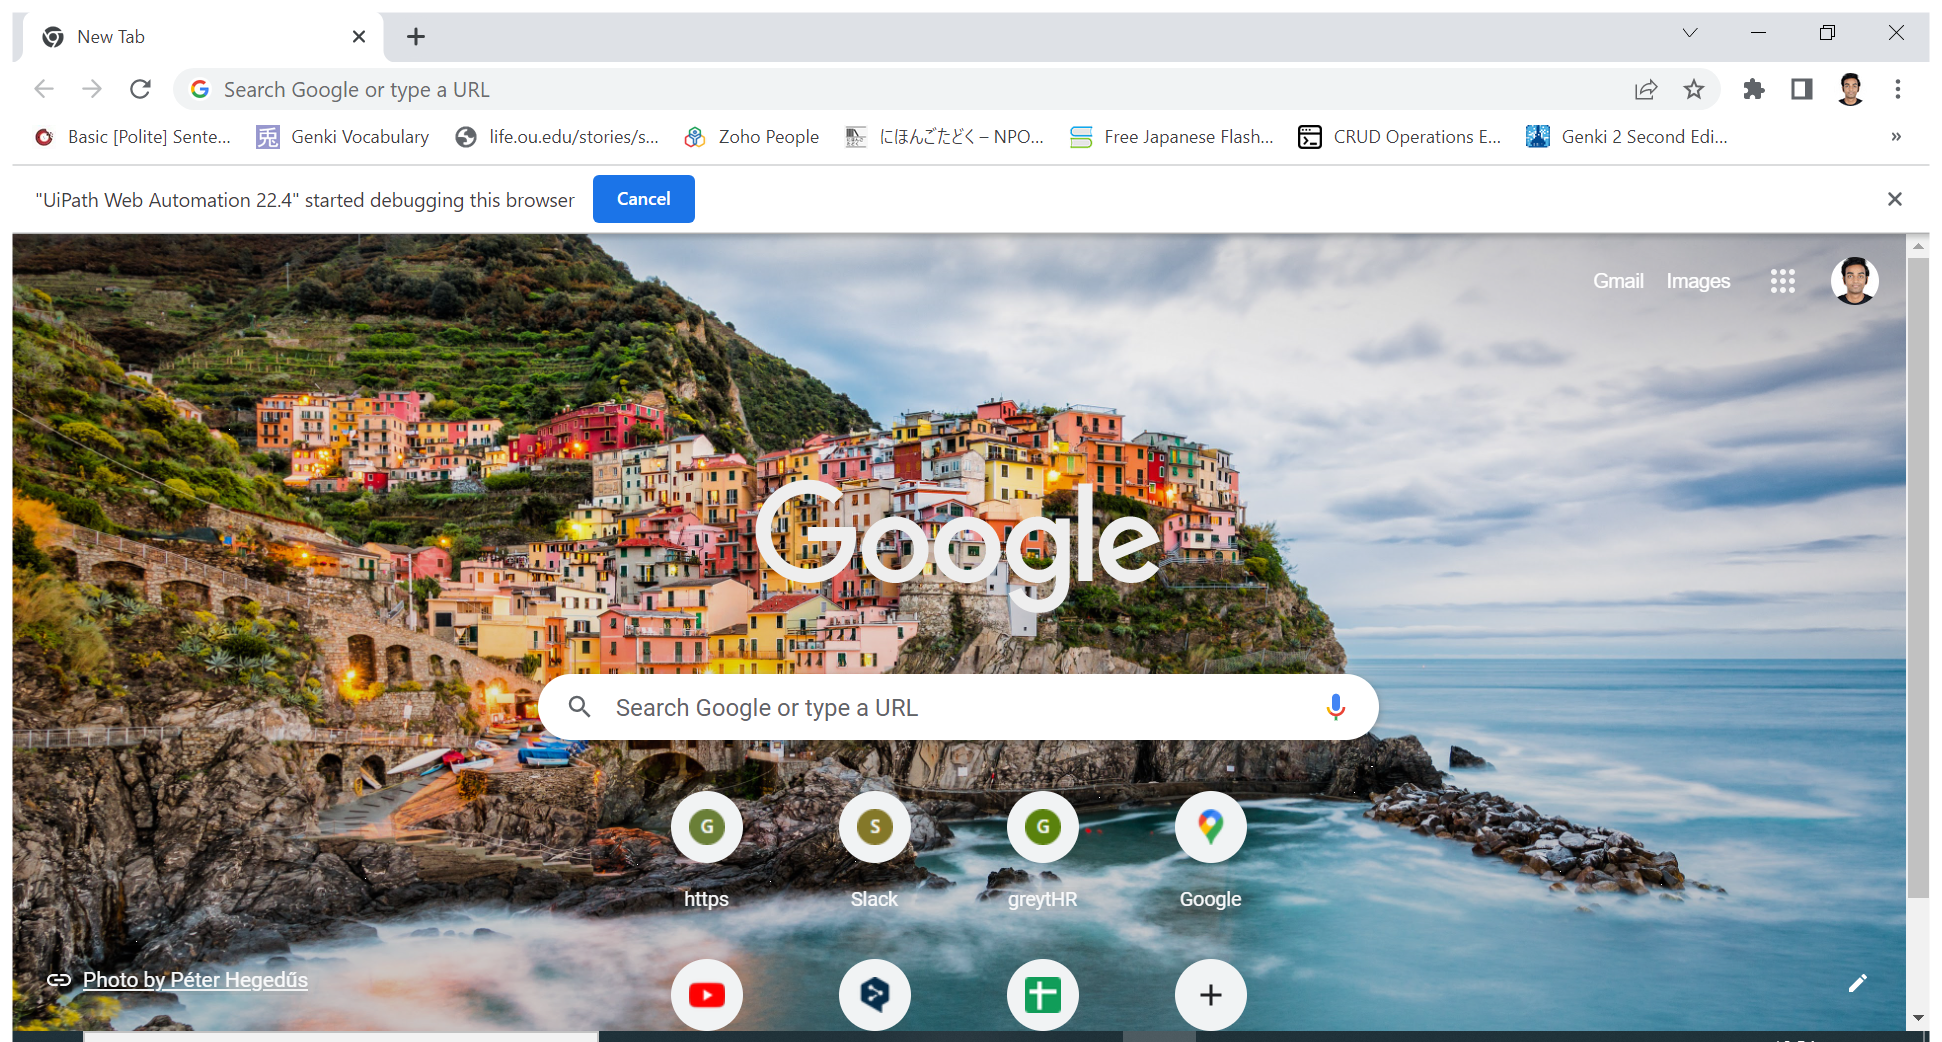 New Tab
Search Google or type a URL
Basic [Polite] Sente...
Genki Vocabulary
life.ou.edu/stories/s...
Zoho People
にほんごたどく – NPO...
Free Japanese Flash...
CRUD Operations E...
Genki 2 Second Edi...
"UiPath Web Automation 22.4" started debugging this browser
Cancel
Gmail
Images
Google
Search Google or type a URL
G
S
G
https
Slack
greytHR
Google
Photo by Péter Hegedűs